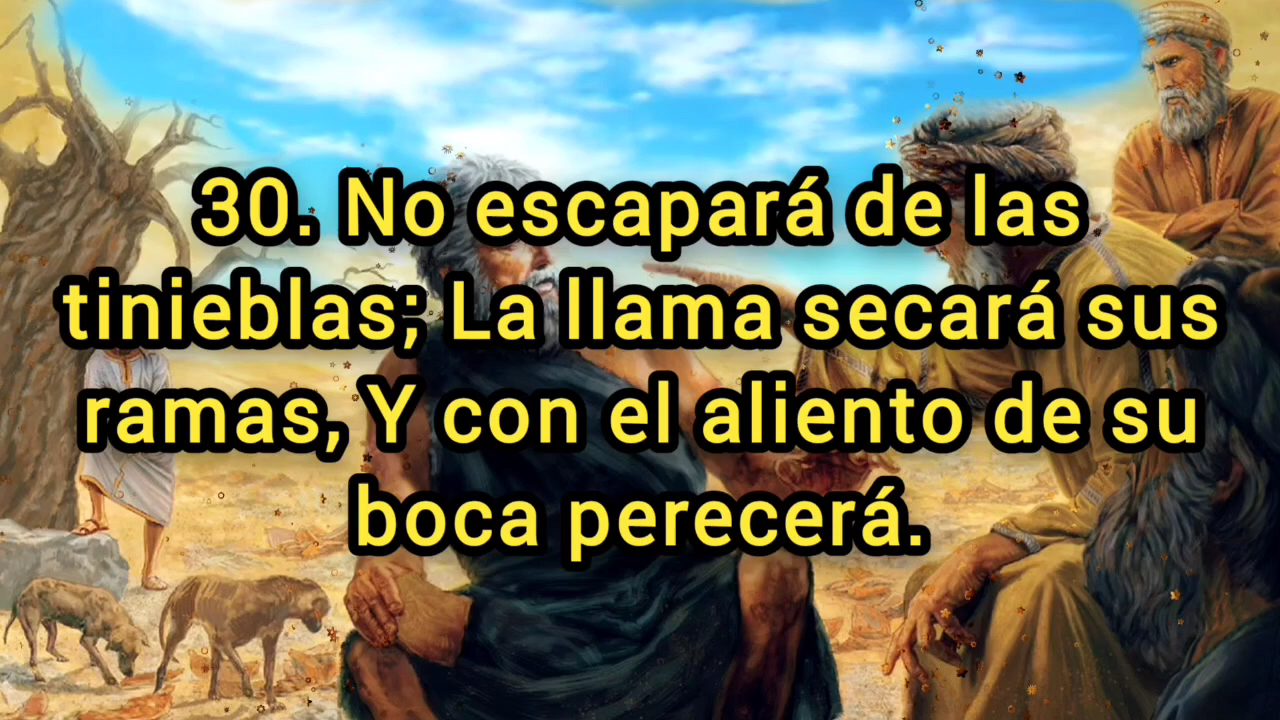 30. No escapará de las
tinieblas; La llama secará sus
ramas, Y con el aliento de su
boca perecerá.